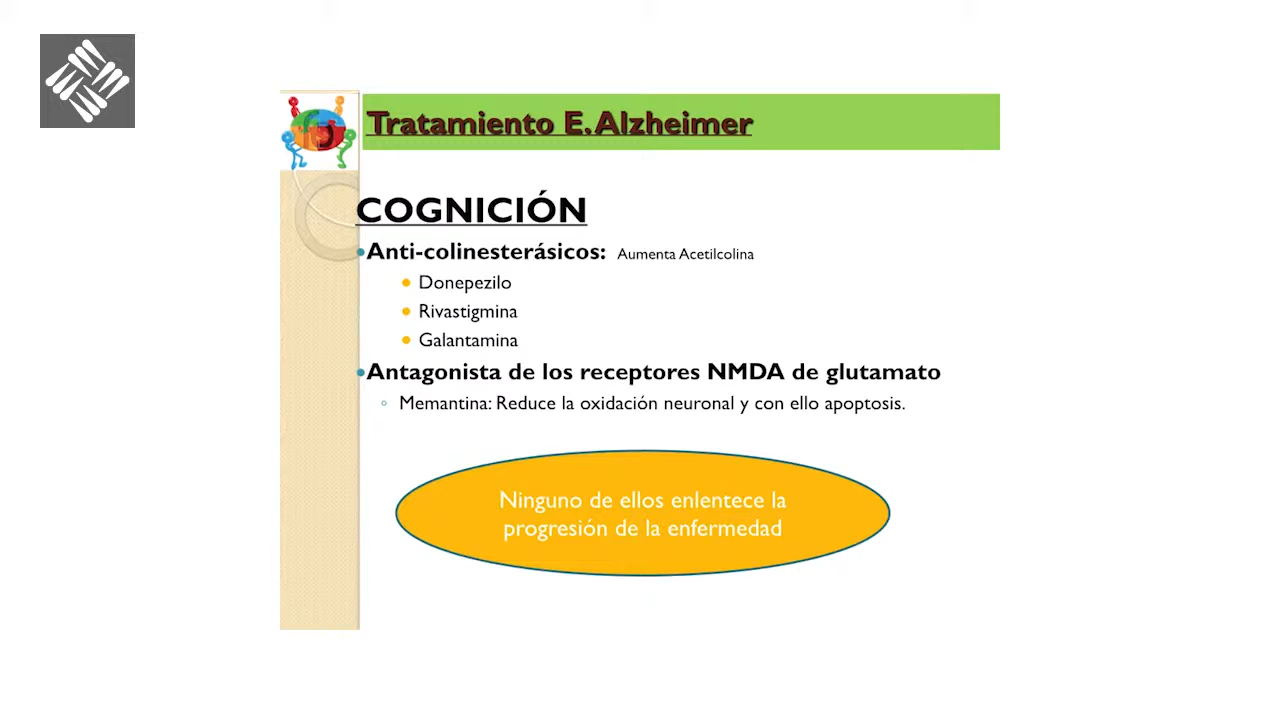 Tratamiento E. Alzheimer
COGNICIÓN
Anti-colinesterásicos: Aumenta Acetilcolina
Donepezilo
Rivastigmina
Galantamina
Antagonista de los receptores NMDA de glutamato
Memantina: Reduce la oxidación neuronal y con ello apoptosis.
Ninguno de ellos enlentece la
progresión de la enfermedad